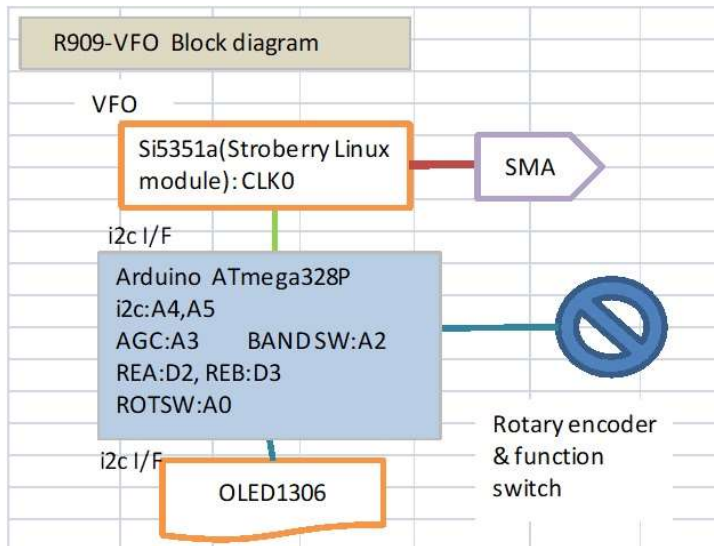 R909-VFO Block diagram
VFO
Si5351a(Stroberry Linux
module): CLK0
SMA
i2c I/F
Arduino ATmega328P
i2c:A4,A5
AGC:A3 BAND SW:A2
REA:D2, REB:D3
ROTSW:A0
Rotary encoder
& function
switch
i2c I/F
OLED1306